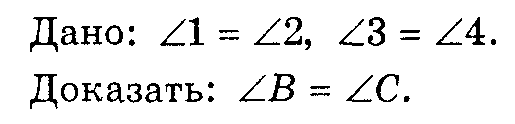 Дано: ∠1 = ∠2, ∠3 = ∠4.
Доказать: ∠B = ∠C.